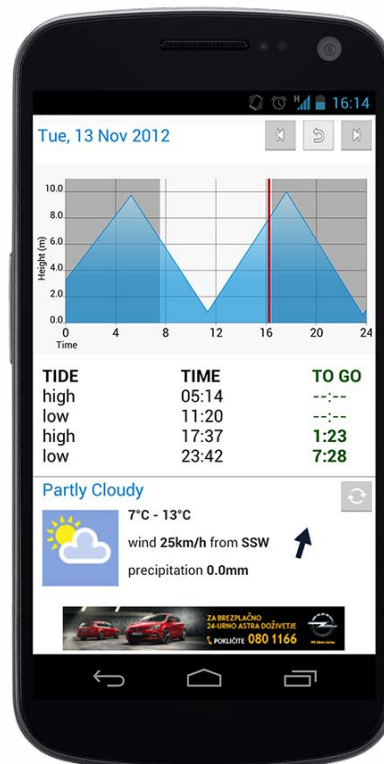 H 16:14
Tue, 13 Nov 2012
10.0
8.0
6.0
4.0
2.0
0.0
Height (m)
0 4 8 12 16 20 24
Time
TIDE TIME TO GO
high 05:14 --:--
low 11:20 --:--
high 17:37 1:23
low 23:42 7:28
Partly Cloudy
7°C - 13°C
wind 25km/h from SSW
precipitation 0.0mm
ZA BREZPLAČNO
24-URNO ASTRA DOŽIVETJE
POKLIČITE 080 1166